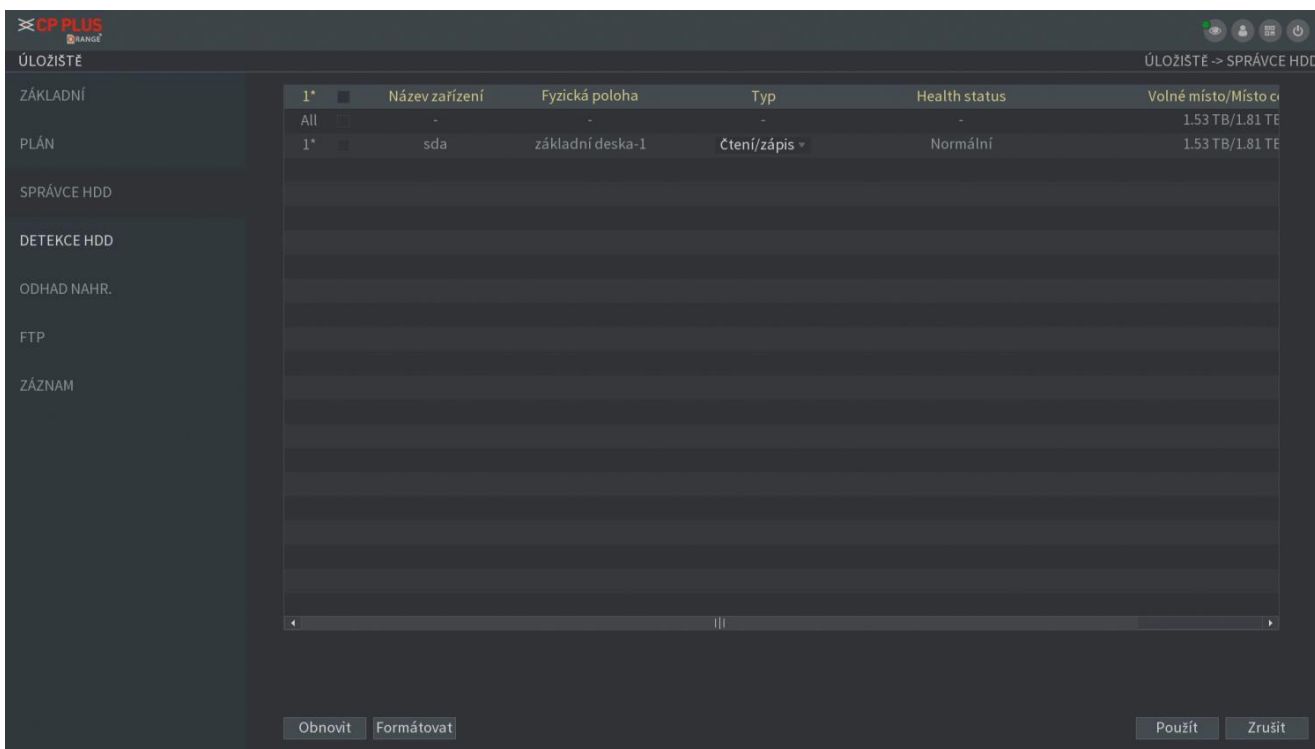 CP PLUS
ORANGE
ÚLOŽIŠTĚ
ÚLOŽIŠTĚ -> SPRÁVCE HDD
ZÁKLADNÍ
PLÁN
SPRÁVCE HDD
DETEKCE HDD
ODHAD NAHR.
FTP
ZÁZNAM
1* Název zařízení Fyzická poloha Typ Health status Volné místo/Místo c
All - - - - 1.53 TB/1.81 TB
1* sda základní deska-1 Čtení/zápis Normální 1.53 TB/1.81 TB
Obnovit Formátovat Použít Zrušit